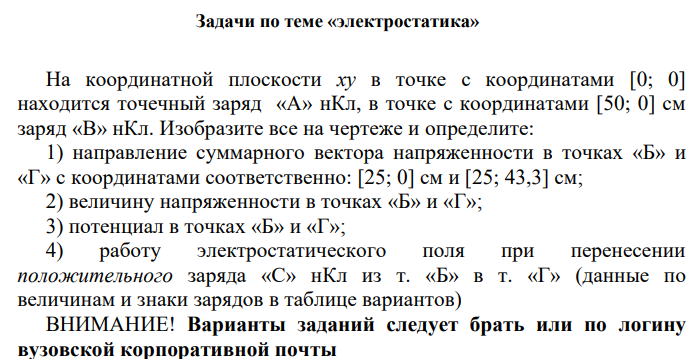 Задачи по теме «электростатика»
На координатной плоскости xy в точке с координатами [0; 0]
находится точечный заряд «А» нКл, в точке с координатами [50; 0] см
заряд «В» нКл. Изобразите все на чертеже и определите:
1) направление суммарного вектора напряженности в точках «Б» и
«Г» с координатами соответственно: [25; 0] см и [25; 43,3] см;
2) величину напряженности в точках «Б» и «Г»;
3) потенциал в точках «Б» и «Г»;
4) работу электростатического поля при перенесении
положительного заряда «С» нКл из т. «Б» в т. «Г» (данные по
величинам и знаки зарядов в таблице вариантов)
ВНИМАНИЕ! Варианты заданий следует брать или по логину
вузовской корпоративной почты